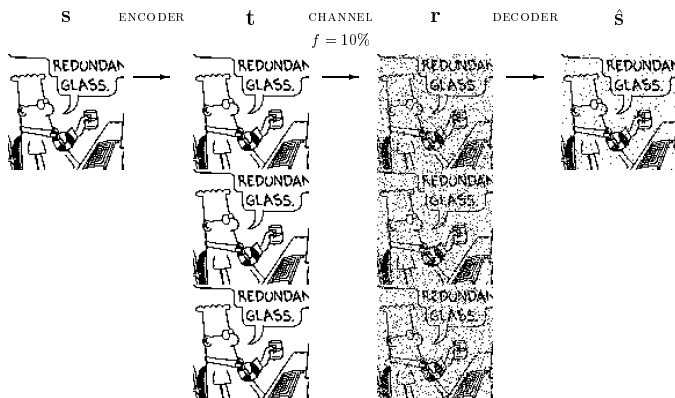 s ENCODER t CHANNEL r DECODER ŝ
f = 10%
REDUNDAN REDUNDAN REDUNDAN REDUNDAN
GLASS. GLASS. GLASS. GLASS.
REDUNDAN REDUNDAN
GLASS. GLASS.
REDUNDAN REDUNDAN
GLASS. GLASS.